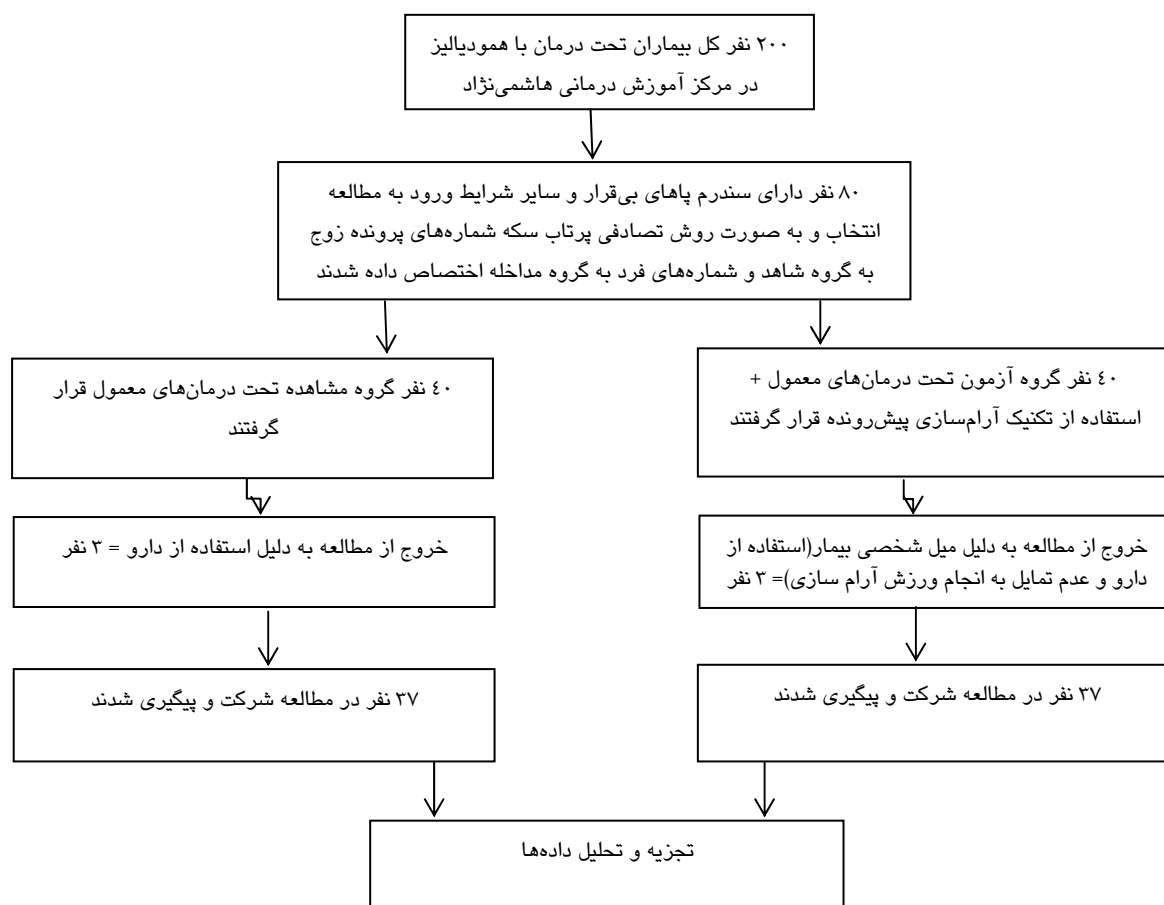 ۲۰۰ نفر کل بیماران تحت درمان با همودیالیز
در مرکز آموزش درمانی هاشمی‌نژاد
۸۰ نفر دارای سندرم پاهای بی‌قرار و سایر شرایط ورود به مطالعه
انتخاب و به صورت روش تصادفی پرتاب سکه شماره‌های پرونده زوج
به گروه شاهد و شماره‌های فرد به گروه مداخله اختصاص داده شدند
٤۰ نفر گروه آزمون تحت درمان‌های معمول +
استفاده از تکنیک آرام‌سازی پیش‌رونده قرار گرفتند
٤۰ نفر گروه مشاهده تحت درمان‌های معمول قرار
گرفتند
خروج از مطالعه به دلیل میل شخصی بیمار(استفاده از
دارو و عدم تمایل به انجام ورزش آرام سازی)= ۳ نفر
خروج از مطالعه به دلیل استفاده از دارو = ۳ نفر
۳۷ نفر در مطالعه شرکت و پیگیری شدند
۳۷ نفر در مطالعه شرکت و پیگیری شدند
تجزیه و تحلیل داده‌ها